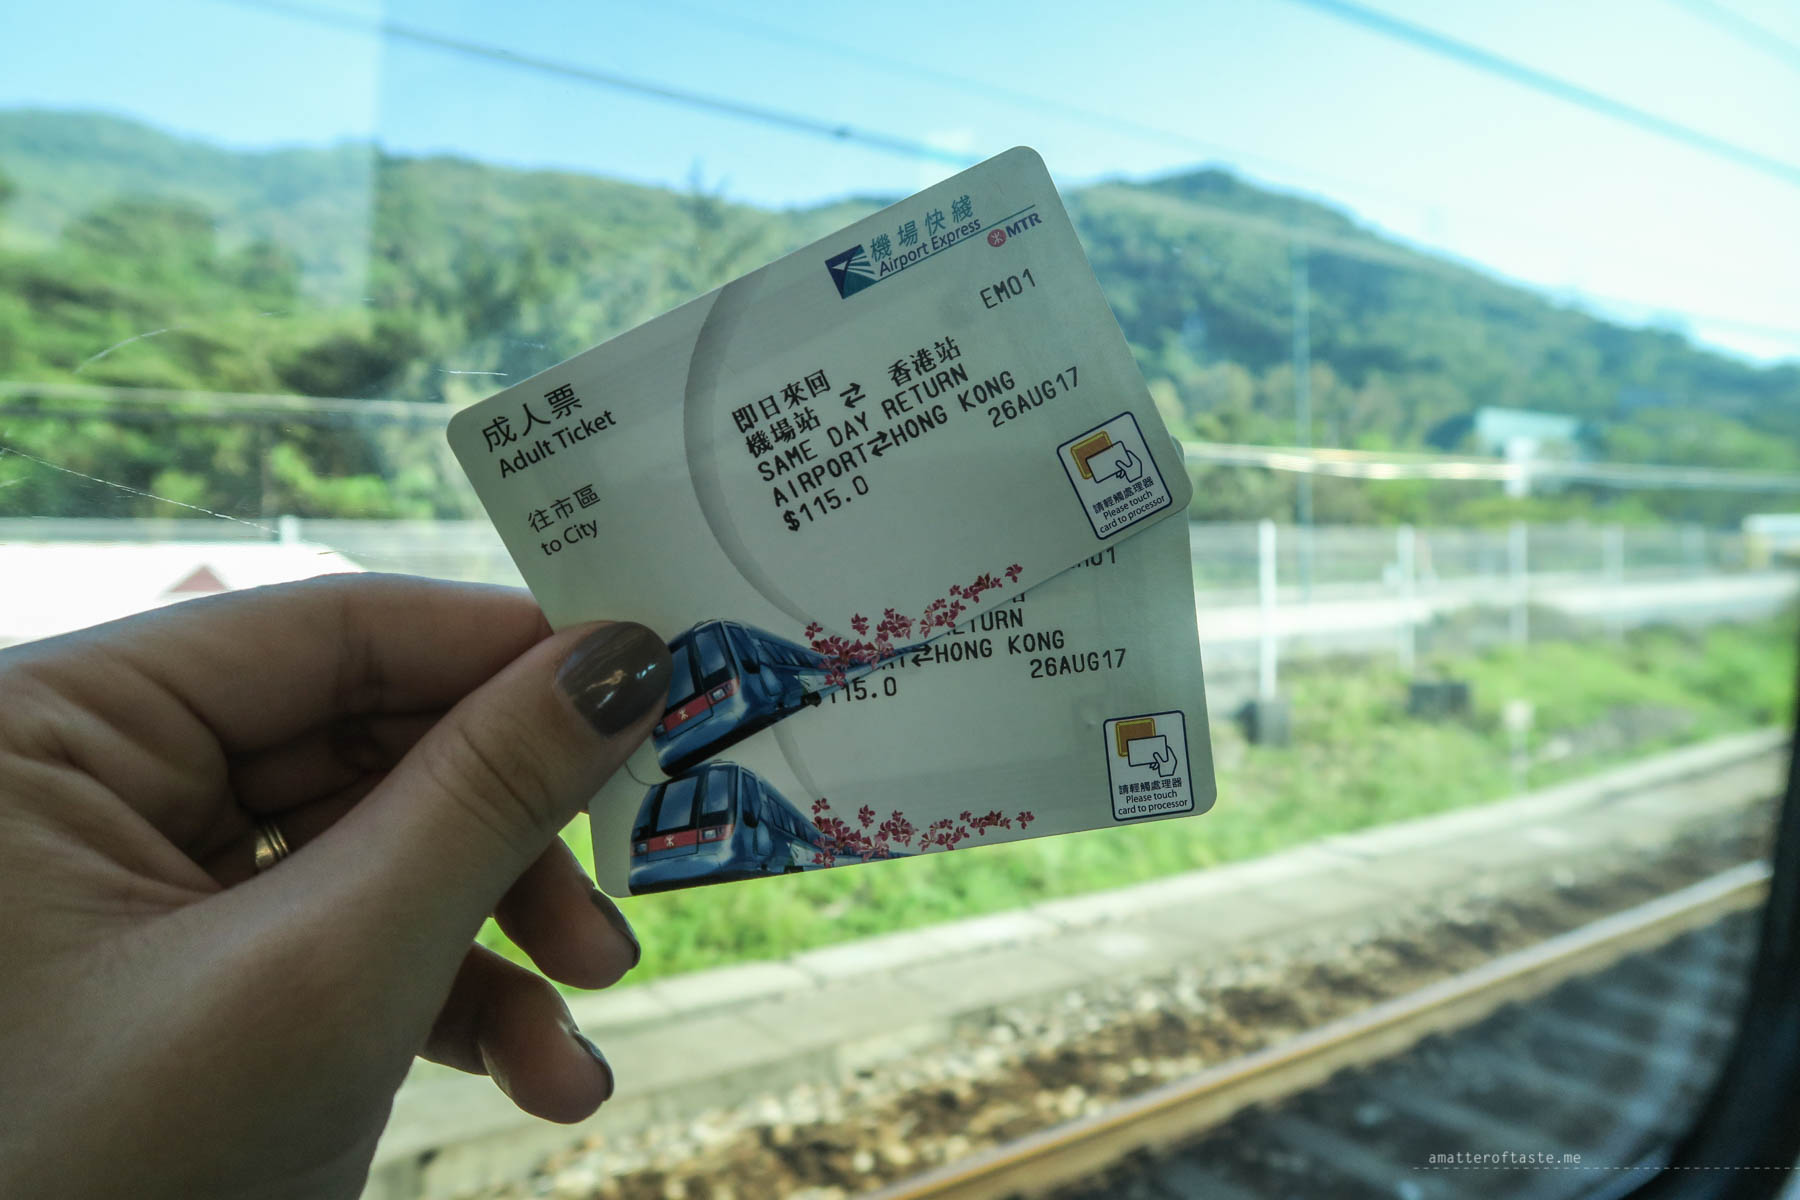 機場快綫
Airport Express
MTR
EM01
成人票
Adult Ticket
往市區
to City
即日來回
機場站 ⇄ 香港站
SAME DAY RETURN
AIRPORT⇄HONG KONG
$115.0
26AUG17
請輕觸處理器
Please touch
card to processor
RETURN
⇄HONG KONG
26AUG17
115.0
請輕觸處理器
Please touch
card to processor
amatteroftaste.me